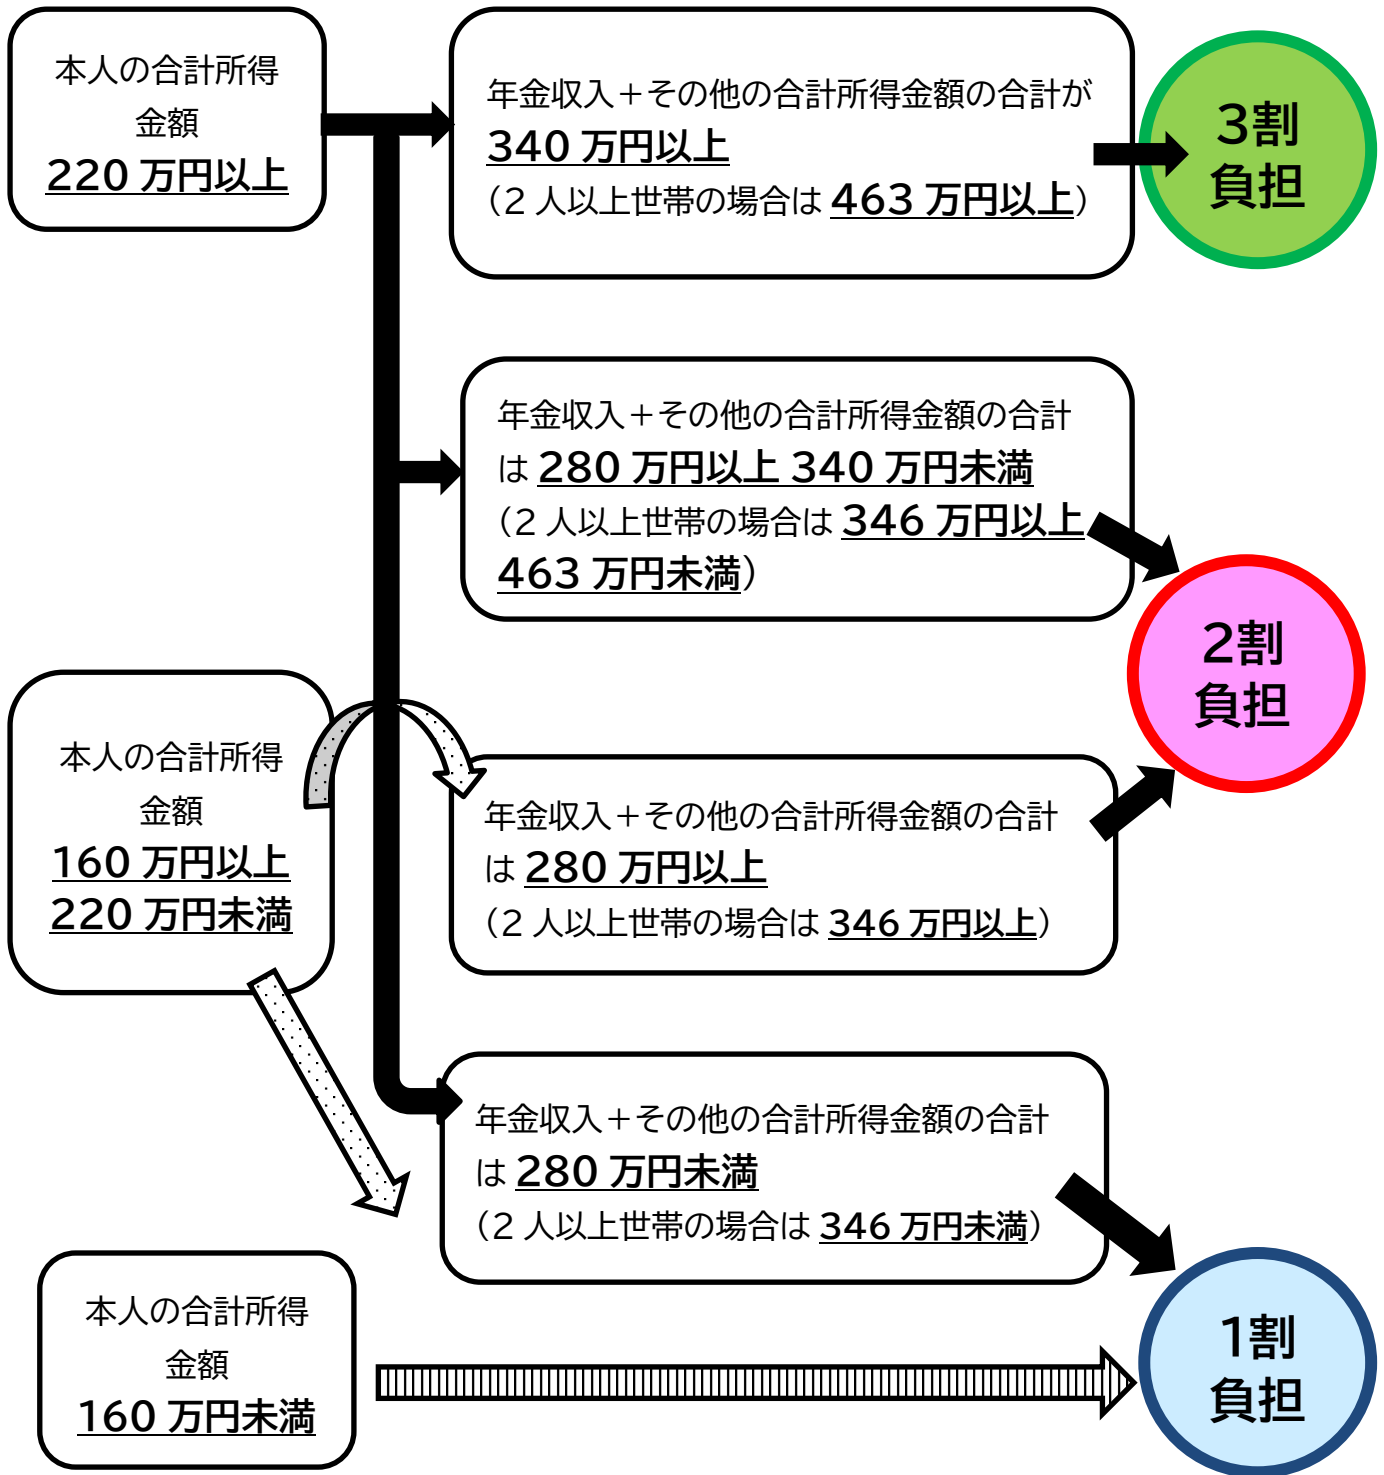 本人の合計所得
金額
220 万円以上
年金収入＋その他の合計所得金額の合計が
340 万円以上
（2 人以上世帯の場合は 463 万円以上）
3割
負担
年金収入＋その他の合計所得金額の合計
は 280 万円以上 340 万円未満
（2 人以上世帯の場合は 346 万円以上
463 万円未満）
2割
負担
本人の合計所得
金額
160 万円以上
220 万円未満
年金収入＋その他の合計所得金額の合計
は 280 万円以上
（2 人以上世帯の場合は 346 万円以上）
年金収入＋その他の合計所得金額の合計
は 280 万円未満
（2 人以上世帯の場合は 346 万円未満）
本人の合計所得
金額
160 万円未満
1割
負担